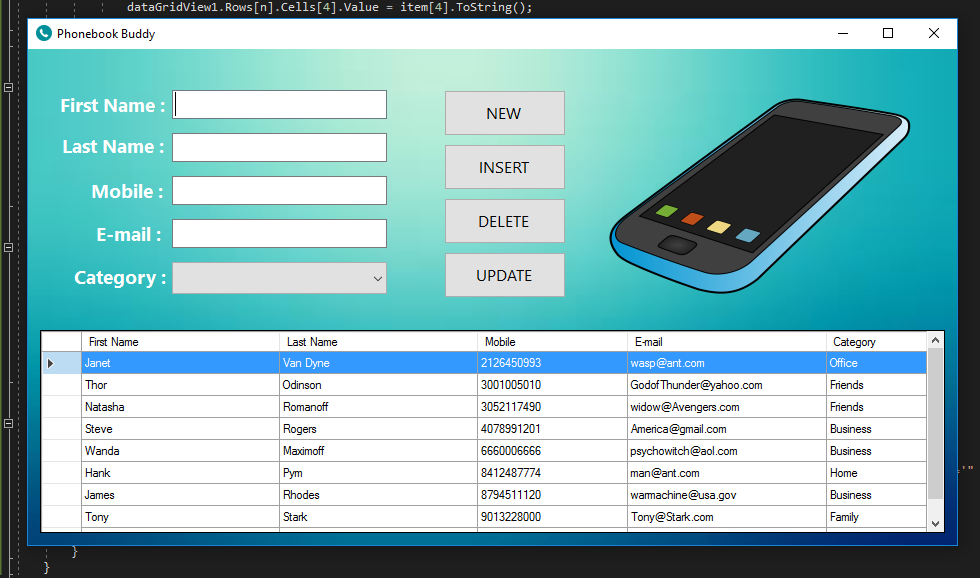 dataGridView1.Rows[n].Cells[4].Value = item[4].ToString();
Phonebook Buddy
First Name :
Last Name :
Mobile :
E-mail :
Category :
NEW
INSERT
DELETE
UPDATE
First Name Last Name Mobile E-mail Category
Janet Van Dyne 2126450993 wasp@ant.com Office
Thor Odinson 3001005010 GodofThunder@yahoo.com Friends
Natasha Romanoff 3052117490 widow@Avengers.com Friends
Steve Rogers 4078991201 America@gmail.com Business
Wanda Maximoff 6660006666 psychowitch@aol.com Business
Hank Pym 8412487774 man@ant.com Home
James Rhodes 8794511120 warmachine@usa.gov Business
Tony Stark 9013228000 Tony@Stark.com Family
='"
}
}